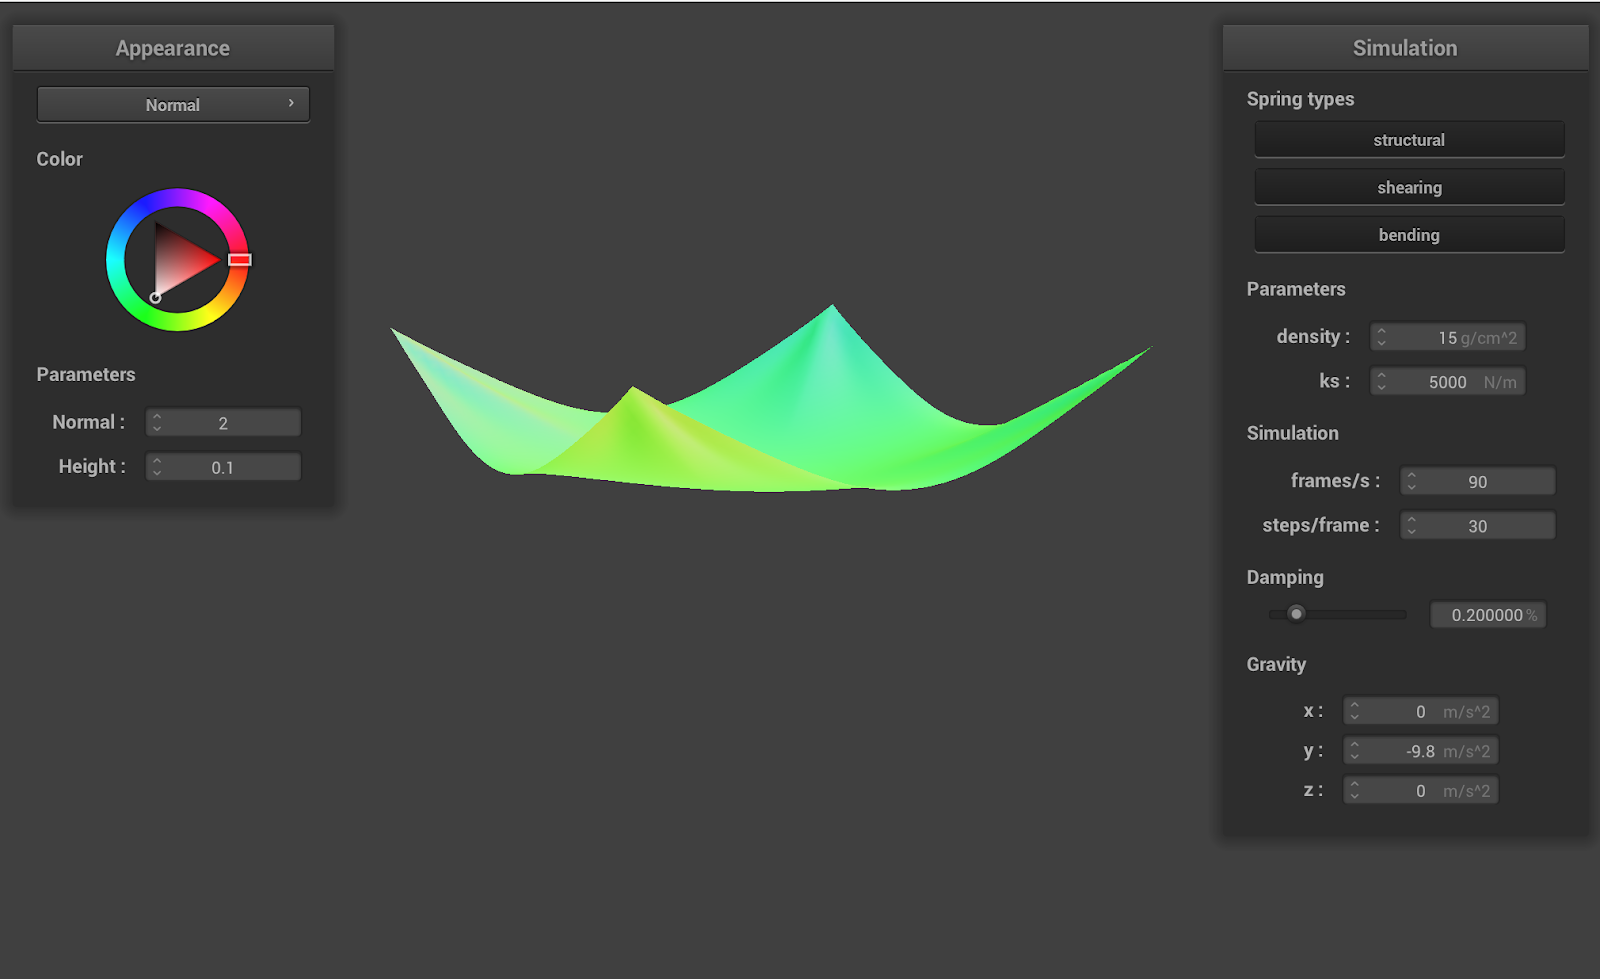 Appearance
Normal
Color
Parameters
Normal : 2
Height : 0.1
Simulation
Spring types
structural
shearing
bending
Parameters
density : 15 g/cm^2
ks : 5000 N/m
Simulation
frames/s : 90
steps/frame : 30
Damping
0.200000 %
Gravity
x : 0 m/s^2
y : -9.8 m/s^2
z : 0 m/s^2